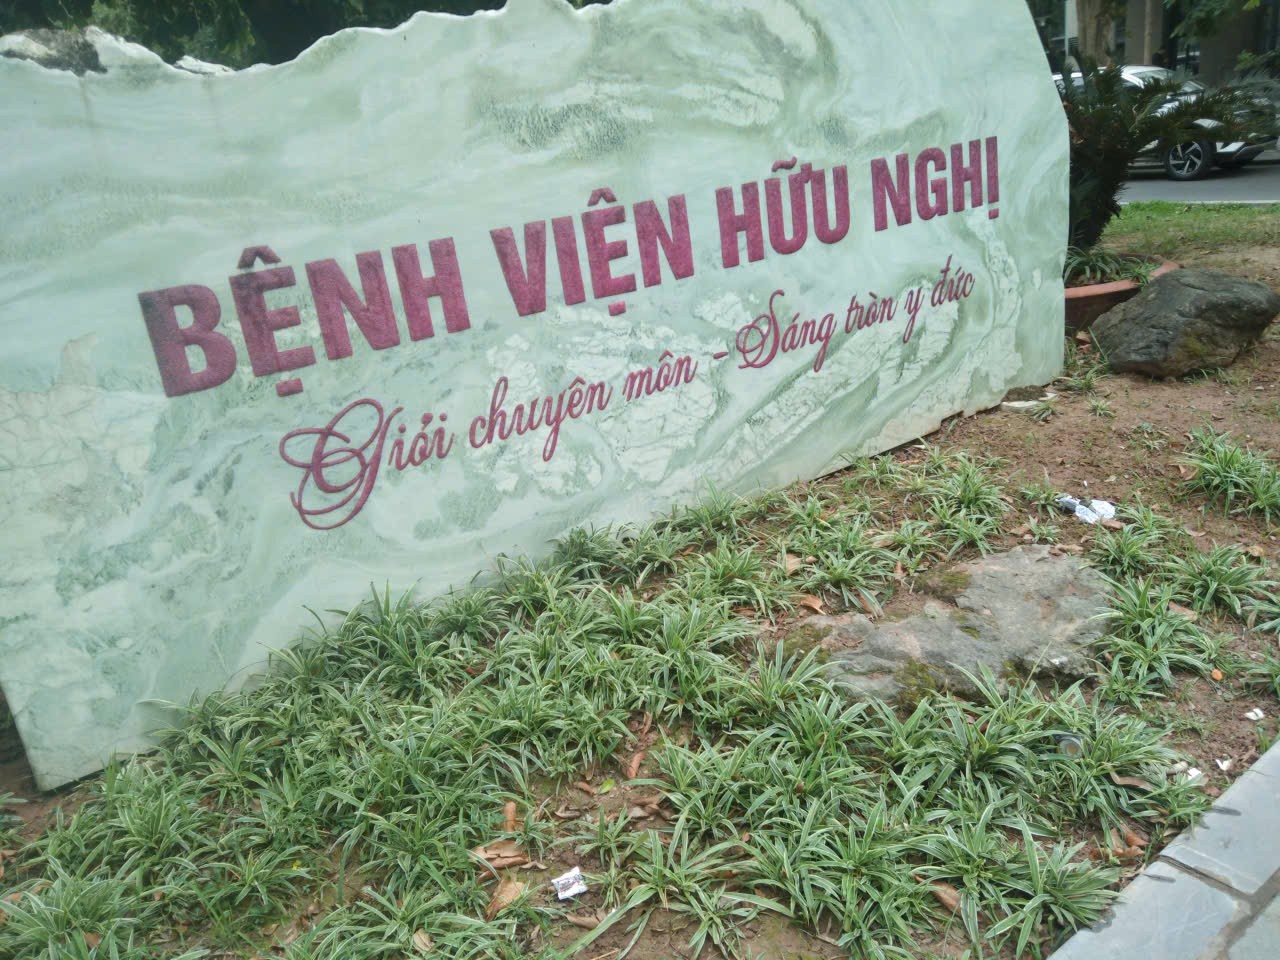 BỆNH VIỆN HỮU NGHỊ
Giỏi chuyên môn - Sáng tròn y đức